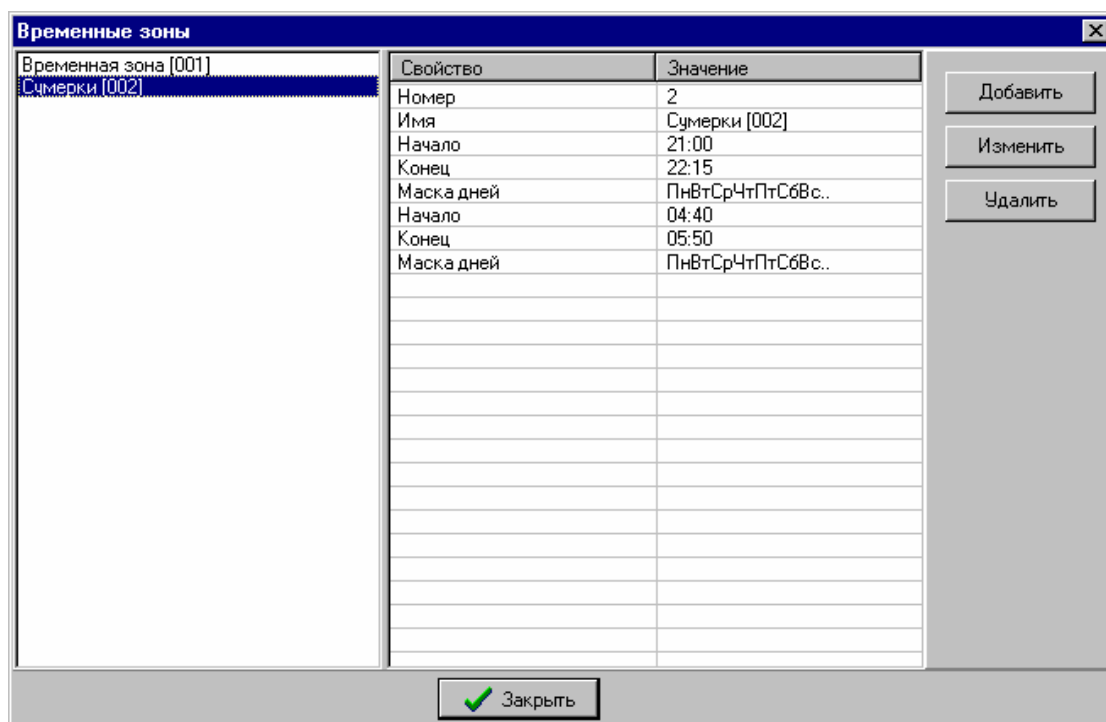 Временные зоны
Временная зона [001]
Сумерки [002]
Свойство Значение
Номер 2
Имя Сумерки [002]
Начало 21:00
Конец 22:15
Маска дней ПнВтСрЧтПтСбВс..
Начало 04:40
Конец 05:50
Маска дней ПнВтСрЧтПтСбВс..
Добавить
Изменить
Удалить
Закрыть